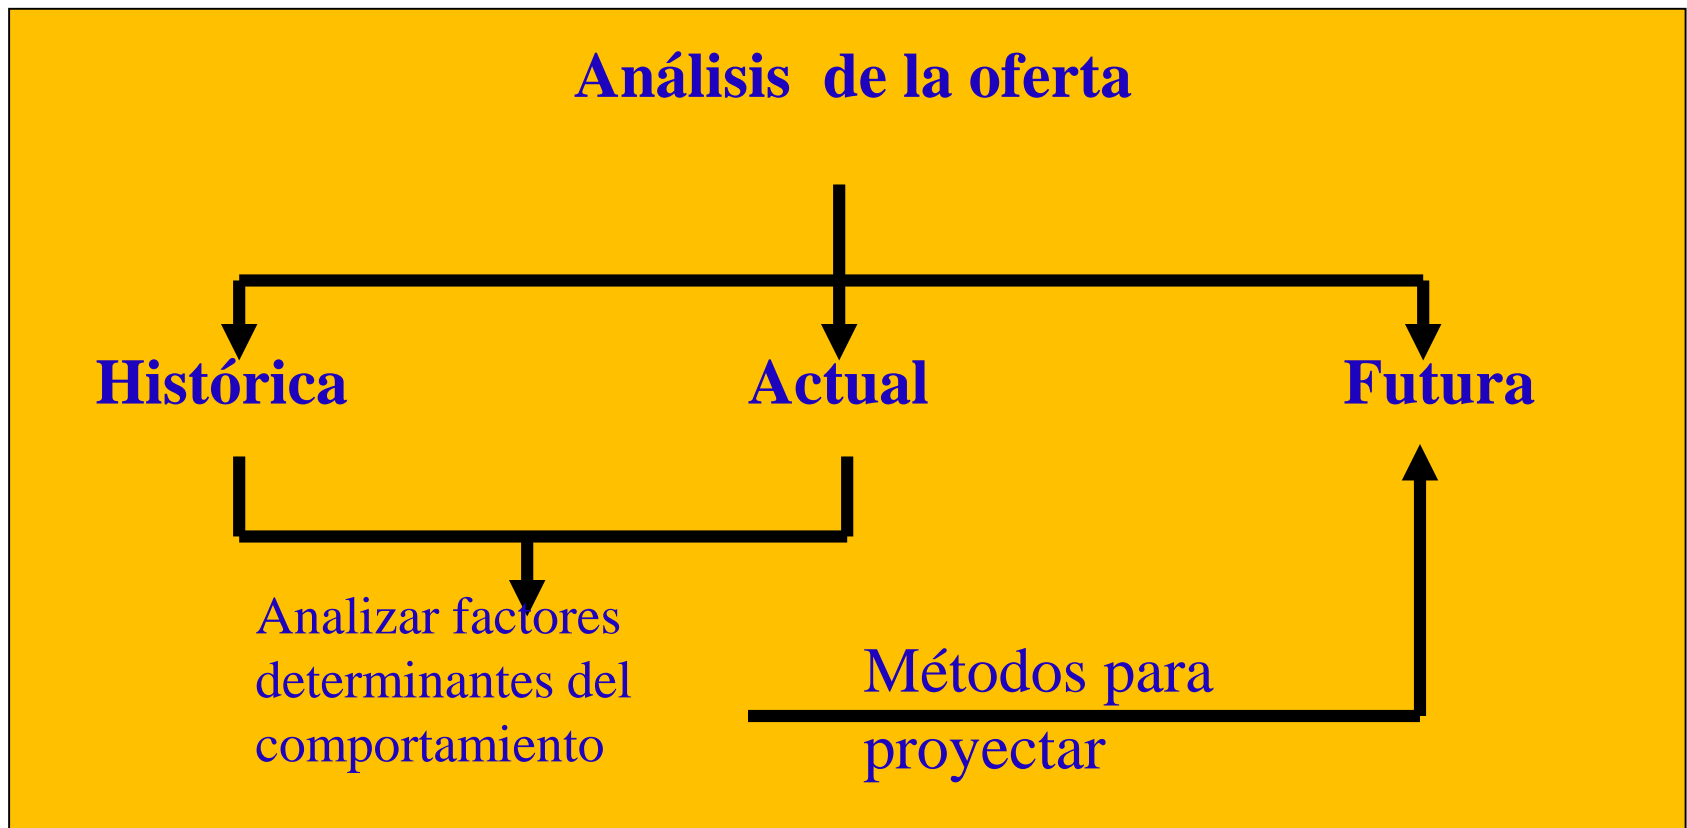 Análisis  de la oferta
Histórica
Actual
Futura
Analizar factores
determinantes del
comportamiento
Métodos para
proyectar